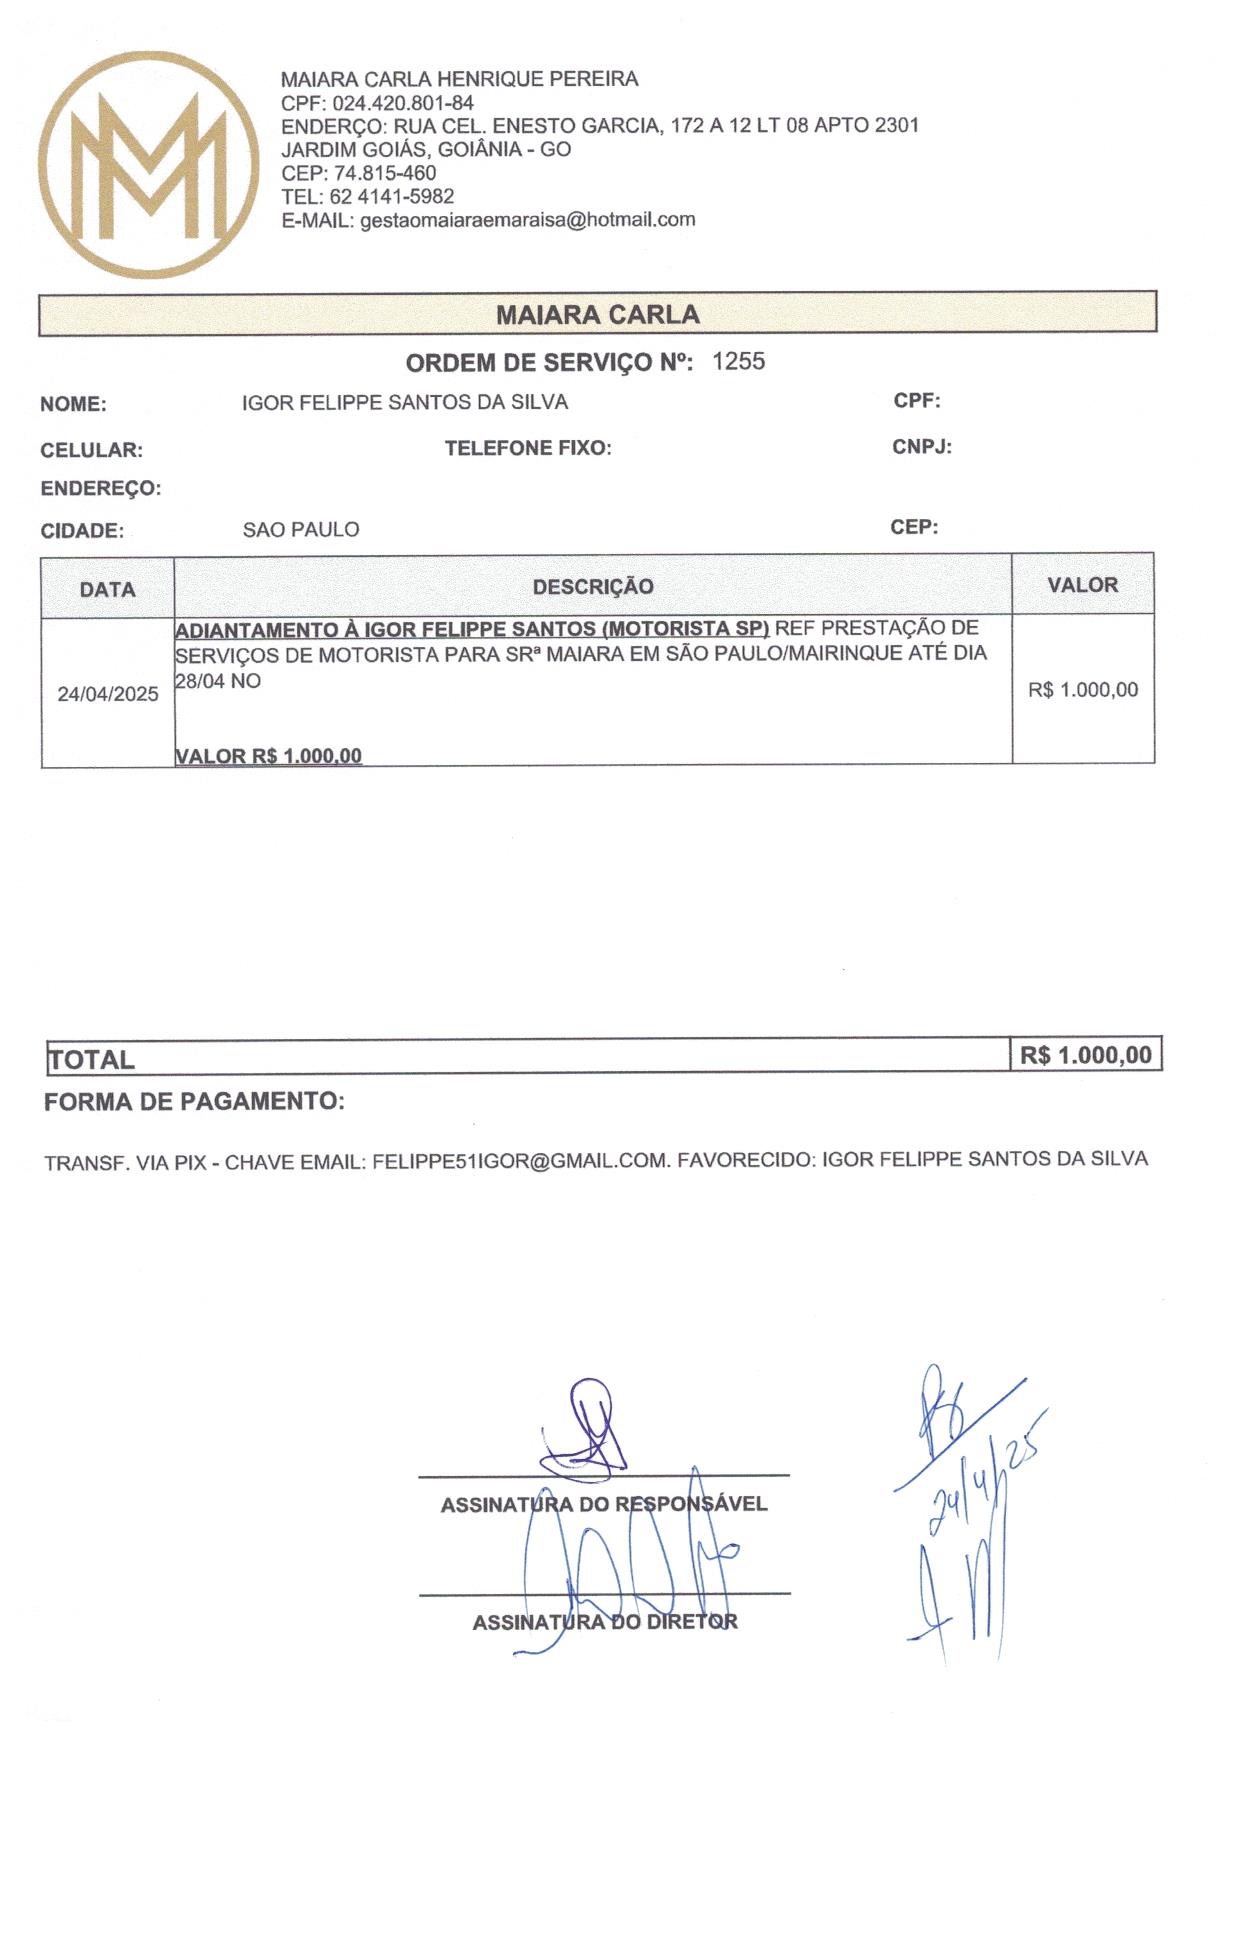 MAIARA CARLA HENRIQUE PEREIRA
CPF: 024.420.801-84
ENDERÇO: RUA CEL. ENESTO GARCIA, 172 A 12 LT 08 APTO 2301
JARDIM GOIÁS, GOIÂNIA - GO
CEP: 74.815-460
TEL: 62 4141-5982
E-MAIL: gestaomaiaraemaraisa@hotmail.com
MAIARA CARLA
ORDEM DE SERVIÇO Nº: 1255
NOME: IGOR FELIPPE SANTOS DA SILVA CPF:
CELULAR: TELEFONE FIXO: CNPJ:
ENDEREÇO:
CIDADE: SAO PAULO CEP:
DATA DESCRIÇÃO VALOR
ADIANTAMENTO À IGOR FELIPPE SANTOS (MOTORISTA SP) REF PRESTAÇÃO DE
SERVIÇOS DE MOTORISTA PARA SRª MAIARA EM SÃO PAULO/MAIRINQUE ATÉ DIA
28/04 NO
24/04/2025 R$ 1.000,00
VALOR R$ 1.000,00
TOTAL R$ 1.000,00
FORMA DE PAGAMENTO:
TRANSF. VIA PIX - CHAVE EMAIL: FELIPPE51IGOR@GMAIL.COM. FAVORECIDO: IGOR FELIPPE SANTOS DA SILVA
24/4/25
ASSINATURA DO RESPONSÁVEL
ASSINATURA DO DIRETOR